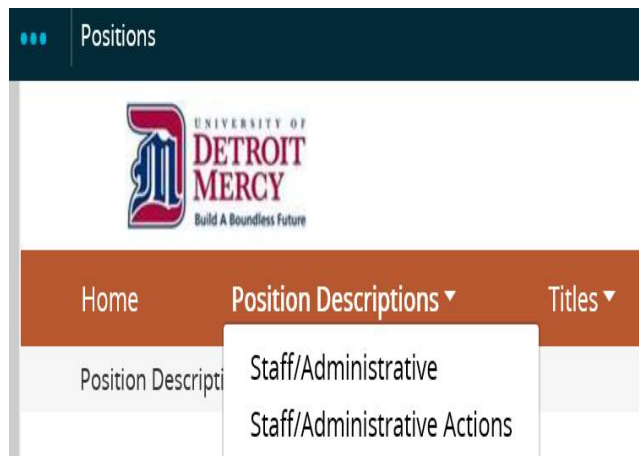 Positions
UNIVERSITY OF
DETROIT
MERCY
Build A Boundless Future
Home Position Descriptions Titles
Position Descripti
Staff/Administrative
Staff/Administrative Actions